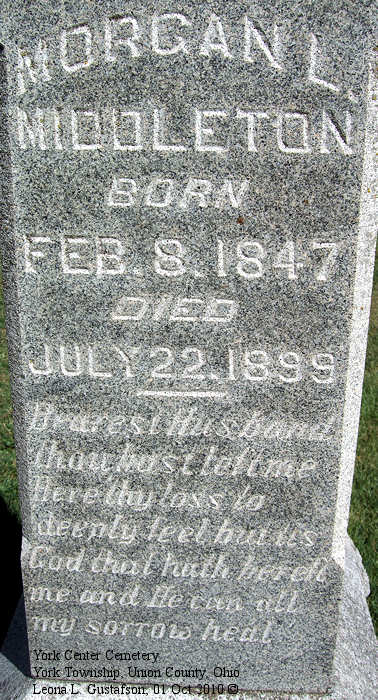 MORGAN L.
MIDDLETON
BORN
FEB. 8. 1847
DIED
JULY 22. 1899
Dearest Husband
thou hast left me
Here thy loss so
deeply feel but its
God that hath bereft
me and He can all
my sorrow heal
York Center Cemetery
York Township, Union County, Ohio
Leona L. Gustafson, 01 Oct 2010 ©